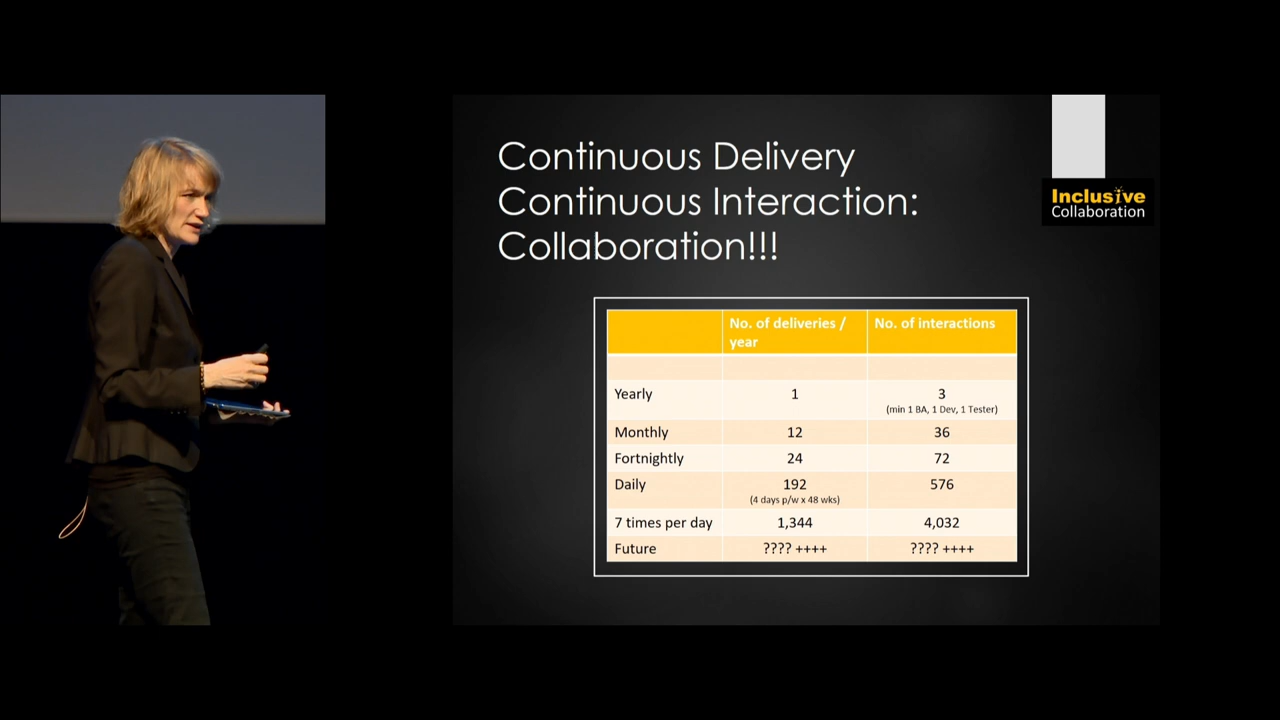 Continuous Delivery
Continuous Interaction:
Collaboration!!!
Inclusive
Collaboration
No. of deliveries / year No. of interactions
Yearly 1 3
(min 1 BA, 1 Dev, 1 Tester)
Monthly 12 36
Fortnightly 24 72
Daily 192 576
(4 days p/w x 48 wks)
7 times per day 1,344 4,032
Future ???? ++++ ???? ++++